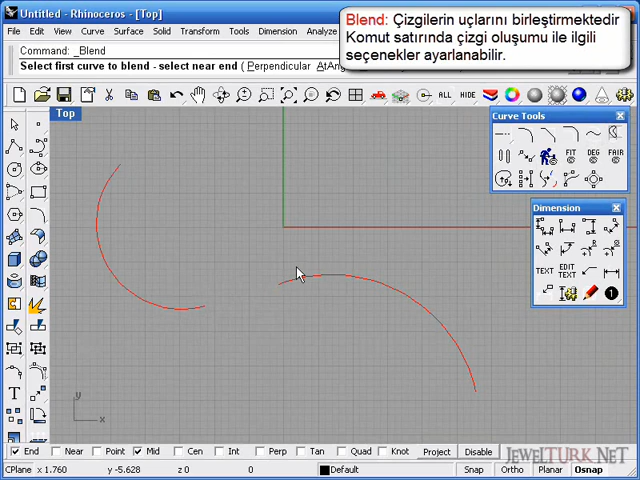 Untitled - Rhinoceros - [Top]
Blend: Çizgilerin uçlarını birleştirmektedir
Komut satırında çizgi oluşumu ile ilgili
seçenekler ayarlanabilir.
File Edit View Curve Surface Solid Transform Tools Dimension Analyze
Command: _Blend
Select first curve to blend - select near end ( Perpendicular AtAng
ALL HIDE
Top
Curve Tools
FIT DEG FAIR
Dimension
TEXT EDIT TEXT
y
x
T
End Near Point Mid Cen Int Perp Tan Quad Knot Project Disable
JEWELTURK.NET
CPlane x 1.760 y -5.628 z 0 0 Default Snap Ortho Planar Osnap